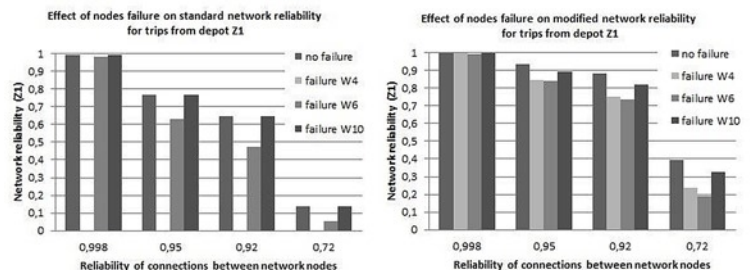 Effect of nodes failure on standard network reliability
for trips from depot Z1
Network reliability (Z1)
1
0,9
0,8
0,7
0,6
0,5
0,4
0,3
0,2
0,1
0
no failure
failure W4
failure W6
failure W10
0,998
0,95
0,92
0,72
Reliability of connections between network nodes
Effect of nodes failure on modified network reliability
for trips from depot Z1
Network reliability (Z1)
1
0,9
0,8
0,7
0,6
0,5
0,4
0,3
0,2
0,1
0
no failure
failure W4
failure W6
failure W10
0,998
0,95
0,92
0,72
Reliability of connections between network nodes